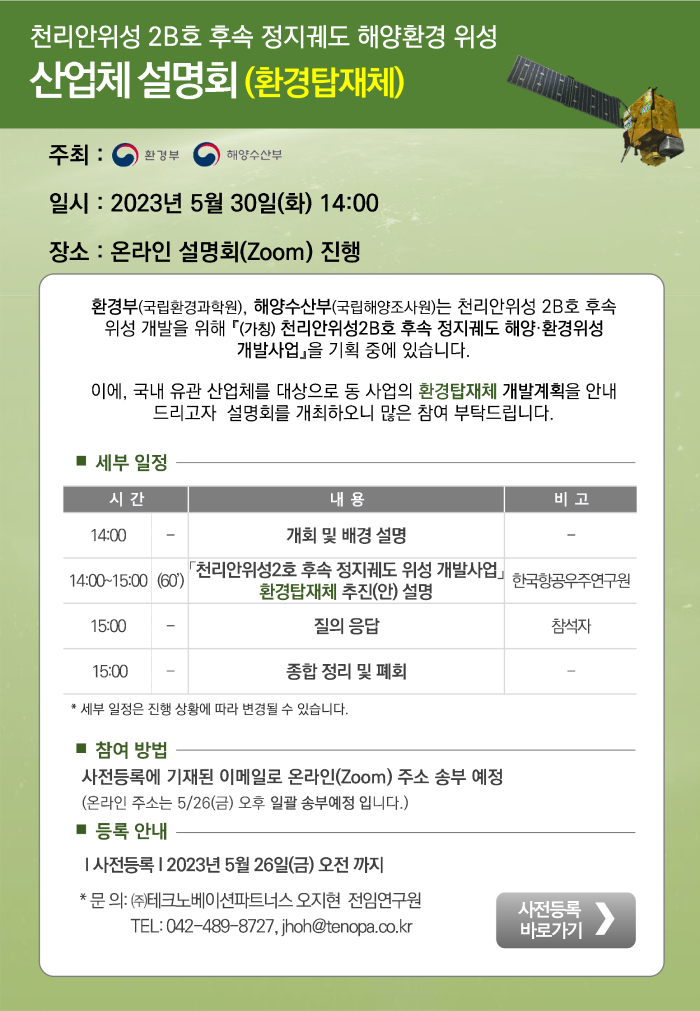 천리안위성 2B호 후속 정지궤도 해양환경 위성
산업체 설명회 (환경탑재체)
주최 : 환경부 해양수산부
일시 : 2023년 5월 30일(화) 14:00
장소 : 온라인 설명회(Zoom) 진행
환경부(국립환경과학원), 해양수산부(국립해양조사원)는 천리안위성 2B호 후속
위성 개발을 위해 『(가칭) 천리안위성2B호 후속 정지궤도 해양·환경위성
개발사업』을 기획 중에 있습니다.
이에, 국내 유관 산업체를 대상으로 동 사업의 환경탑재체 개발계획을 안내
드리고자 설명회를 개최하오니 많은 참여 부탁드립니다.
■ 세부 일정
시 간 내 용 비 고
14:00 - 개회 및 배경 설명 -
14:00~15:00 (60') 「천리안위성2호 후속 정지궤도 위성 개발사업」
환경탑재체 추진(안) 설명 한국항공우주연구원
15:00 - 질의 응답 참석자
15:00 - 종합 정리 및 폐회 -
* 세부 일정은 진행 상황에 따라 변경될 수 있습니다.
■ 참여 방법
사전등록에 기재된 이메일로 온라인(Zoom) 주소 송부 예정
(온라인 주소는 5/26(금) 오후 일괄 송부예정 입니다.)
■ 등록 안내
l 사전등록 l 2023년 5월 26일(금) 오전 까지
* 문 의: ㈜테크노베이션파트너스 오지현 전임연구원
TEL: 042-489-8727, jhoh@tenopa.co.kr
사전등록
바로가기 ❯